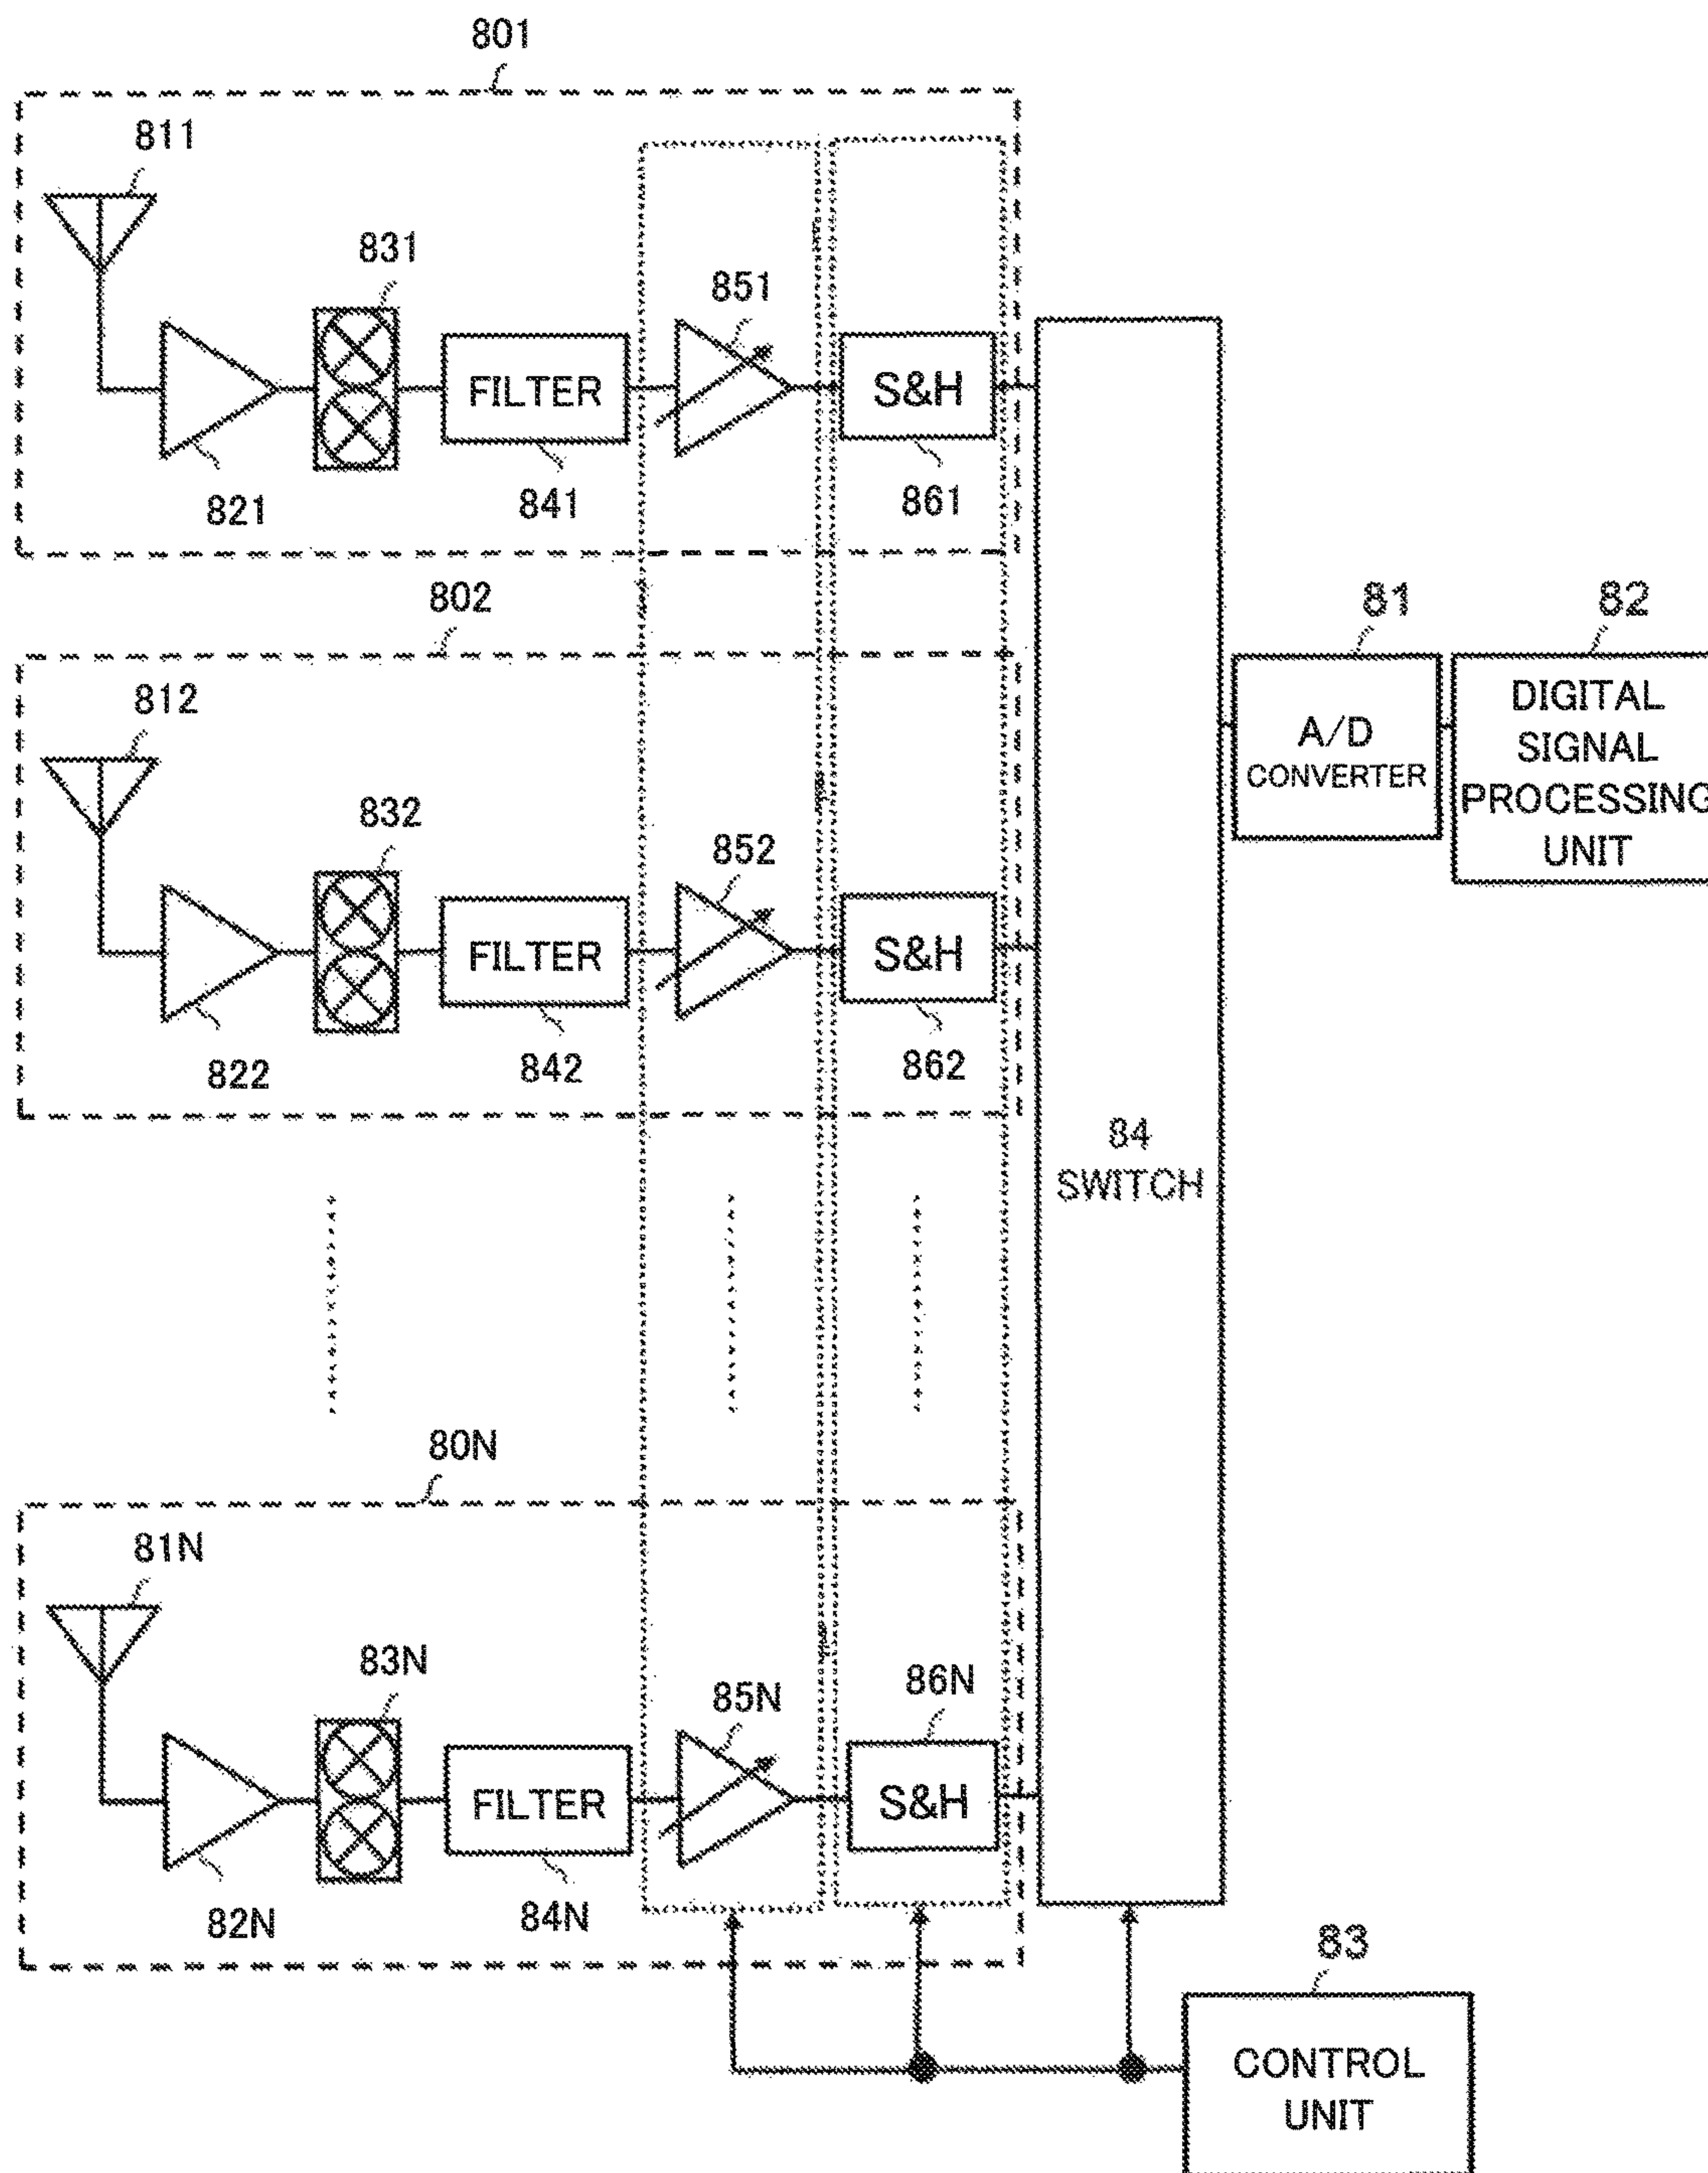 801
811
831
851
FILTER
S&H
821
841
861
802
81
82
812
832
852
A/D
CONVERTER
DIGITAL
SIGNAL
PROCESSING
UNIT
FILTER
S&H
822
842
862
84
SWITCH
80N
81N
83N
85N
86N
FILTER
S&H
82N
84N
83
CONTROL
UNIT